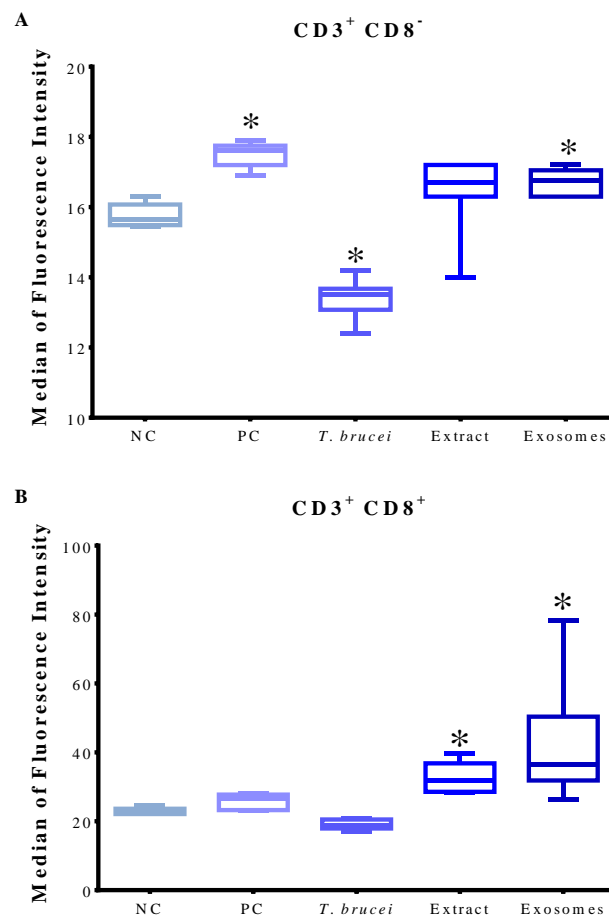 A
CD3⁺ CD8⁻
Median of Fluorescence Intensity
20
18
16
14
12
10
*
*
*
NC PC T. brucei Extract Exosomes
B
CD3⁺ CD8⁺
Median of Fluorescence Intensity
100
80
60
40
20
0
*
*
NC PC T. brucei Extract Exosomes